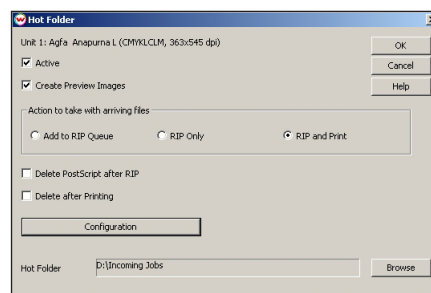 Hot Folder
Unit 1: Agfa Anapurna L (CMYKLCLM, 363x545 dpi)
OK
Active
Cancel
Create Preview Images
Help
Action to take with arriving files
Add to RIP Queue RIP Only RIP and Print
Delete PostScript after RIP
Delete after Printing
Configuration
Hot Folder D:\Incoming Jobs Browse